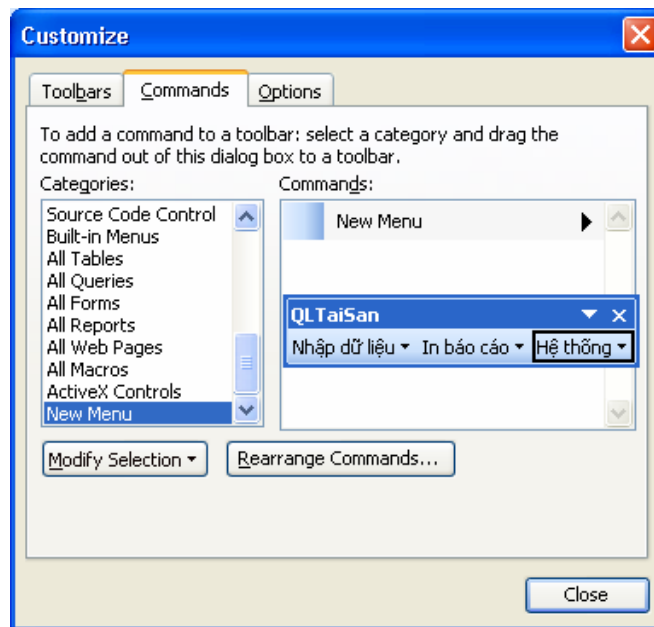 Customize
Toolbars Commands Options
To add a command to a toolbar: select a category and drag the
command out of this dialog box to a toolbar.
Categories: Commands:
Source Code Control
Built-in Menus
All Tables
All Queries
All Forms
All Reports
All Web Pages
All Macros
ActiveX Controls
New Menu
New Menu
QLTaiSan
Nhập dữ liệu In báo cáo Hệ thống
Modify Selection Rearrange Commands...
Close